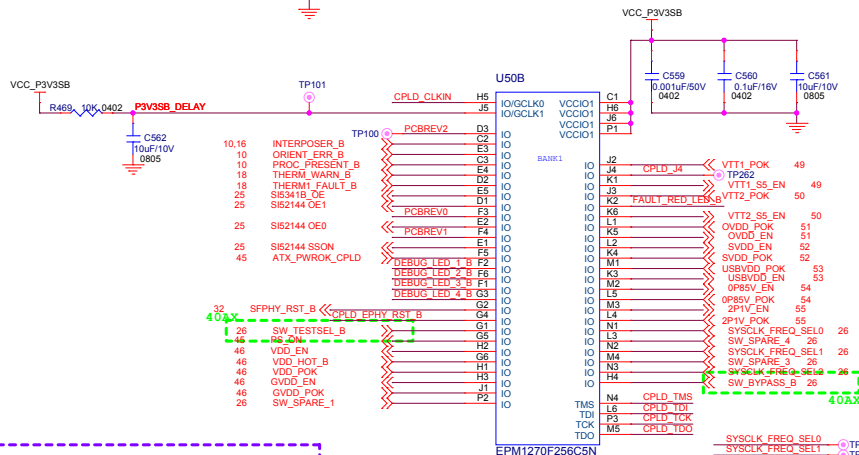 VCC_P3V3SB
VCC_P3V3SB
R469 10K 0402
P3V3SB_DELAY
C562
10uF/10V
0805
TP101
C559
0.001uF/50V
0402
C560
0.1uF/16V
0402
C561
10uF/10V
0805
U50B
CPLD_CLKIN H5 IO/GCLK0
J5 IO/GCLK1
TP100 PCBREV2 D3 IO
10,16 INTERPOSER_B C2 IO
10 ORIENT_ERR_B E3 IO
10 PROC_PRESENT_B C3 IO
18 THERM_WARN_B E4 IO
18 THERM1_FAULT_B D2 IO
25 SI5341B_OE E5 IO
25 SI52144 OE1 D1 IO
PCBREV0 F3 IO
25 SI52144 OE0 E2 IO
PCBREV1 F4 IO
25 SI52144 SSON E1 IO
45 ATX_PWROK_CPLD F5 IO
DEBUG_LED_1_B F2 IO
DEBUG_LED_2_B F6 IO
DEBUG_LED_3_B F1 IO
DEBUG_LED_4_B G3 IO
32 SFPHY_RST_B G2 IO
40AX CPLD_EPHY_RST_B G4 IO
26 SW_TESTSEL_B G1 IO
45 PS_ON G5 IO
46 VDD_EN H2 IO
46 VDD_HOT_B G6 IO
46 VDD_POK H1 IO
46 GVDD_EN H3 IO
46 GVDD_POK J1 IO
26 SW_SPARE_1 P2 IO
BANK1
VCCIO1 C1
VCCIO1 H6
VCCIO1 J6
VCCIO1 P1
IO J2 VTT1_POK 49
IO J4 CPLD_J4 TP262
IO K1 VTT1_S5_EN 49
IO J3 VTT2_POK 50
IO K2 FAULT_RED_LED_B
IO K6 VTT2_S5_EN 50
IO L1 OVDD_POK 51
IO K5 OVDD_EN 51
IO L2 SVDD_EN 52
IO K4 SVDD_POK 52
IO M1 USBVDD_POK 53
IO K3 USBVDD_EN 53
IO M2 0P85V_EN 54
IO L5 0P85V_POK 54
IO M3 2P1V_EN 55
IO L4 2P1V_POK 55
IO N1 SYSCLK_FREQ_SEL0 26
IO L3 SW_SPARE_4 26
IO N2 SYSCLK_FREQ_SEL1 26
IO M4 SW_SPARE_3 26
IO N3 SYSCLK_FREQ_SEL2 26
IO H4 SW_BYPASS_B 26
40AX
TMS N4 CPLD_TMS
TDI L6 CPLD_TDI
TCK P3 CPLD_TCK
TDO M5 CPLD_TDO
EPM1270F256C5N
SYSCLK_FREQ_SEL0 TP
SYSCLK_FREQ_SEL1